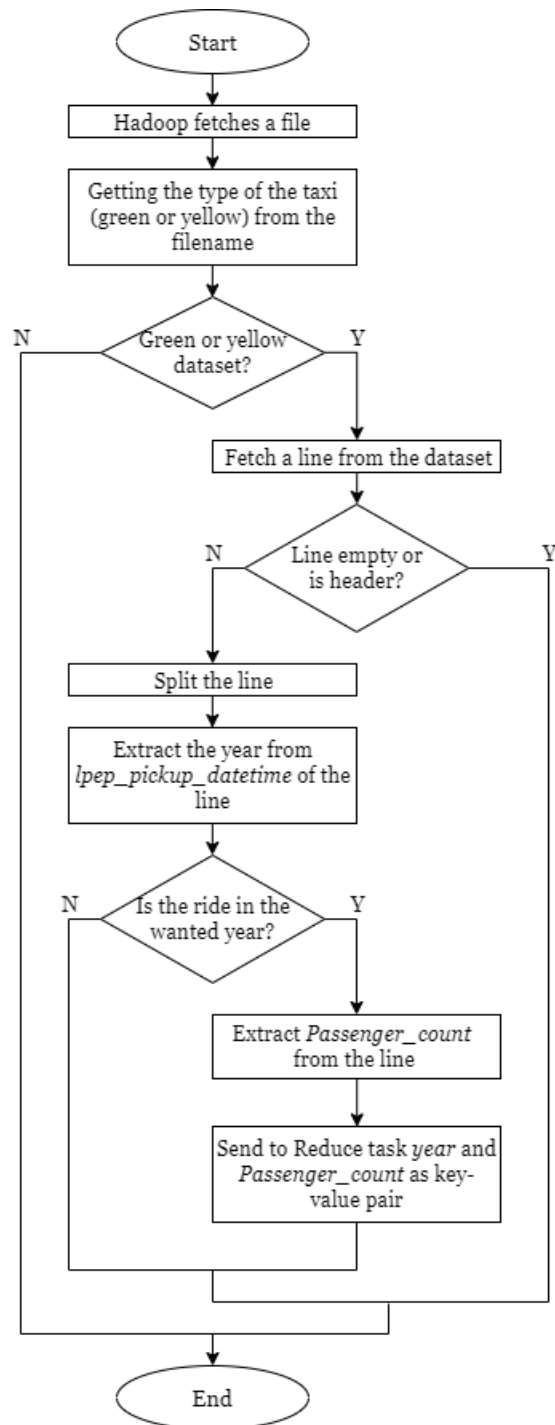 Start
Hadoop fetches a file
Getting the type of the taxi
(green or yellow) from the
filename
N
Y
Green or yellow
dataset?
Fetch a line from the dataset
N
Y
Line empty or
is header?
Split the line
Extract the year from
lpep_pickup_datetime of the
line
N
Y
Is the ride in the
wanted year?
Extract Passenger_count
from the line
Send to Reduce task year and
Passenger_count as key-
value pair
End